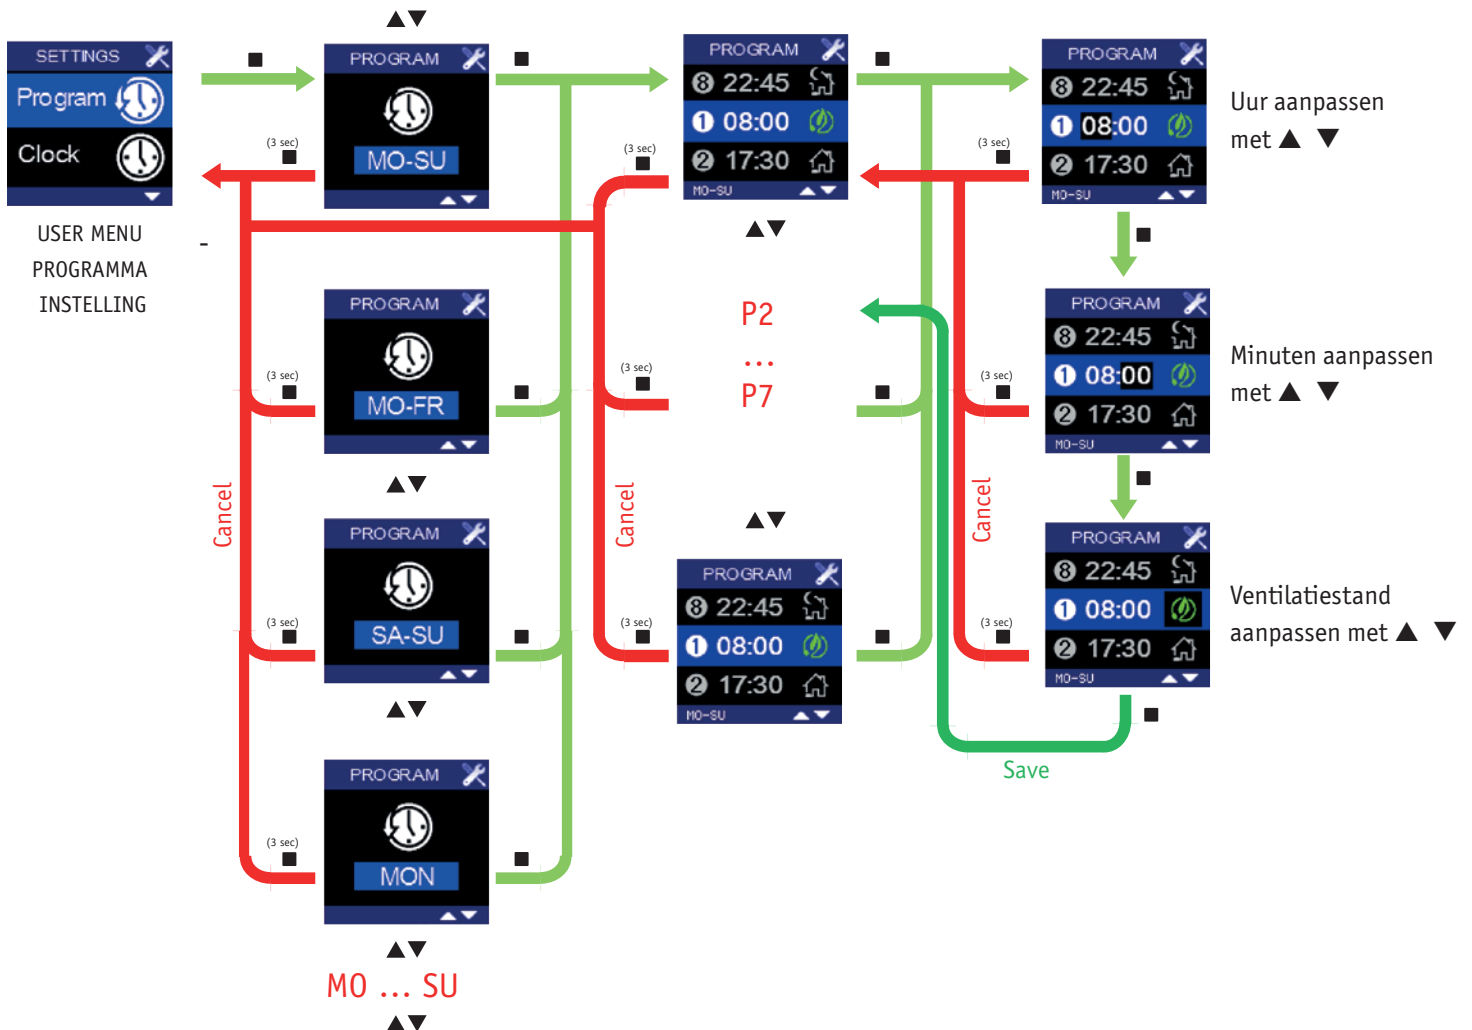 SETTINGS
Program
Clock
USER MENU
PROGRAMMA
INSTELLING
-
(3 sec)
PROGRAM
MO-SU
(3 sec)
PROGRAM
MO-FR
(3 sec)
PROGRAM
SA-SU
(3 sec)
PROGRAM
MON
MO ... SU
Cancel
(3 sec)
PROGRAM
8 22:45
1 08:00
2 17:30
MO-SU
P2
...
P7
(3 sec)
Cancel
(3 sec)
PROGRAM
8 22:45
1 08:00
2 17:30
MO-SU
(3 sec)
PROGRAM
8 22:45
1 08:00
2 17:30
MO-SU
Uur aanpassen
met ▲ ▼
(3 sec)
PROGRAM
8 22:45
1 08:00
2 17:30
MO-SU
Minuten aanpassen
met ▲ ▼
Cancel
(3 sec)
PROGRAM
8 22:45
1 08:00
2 17:30
MO-SU
Ventilatiestand
aanpassen met ▲ ▼
Save